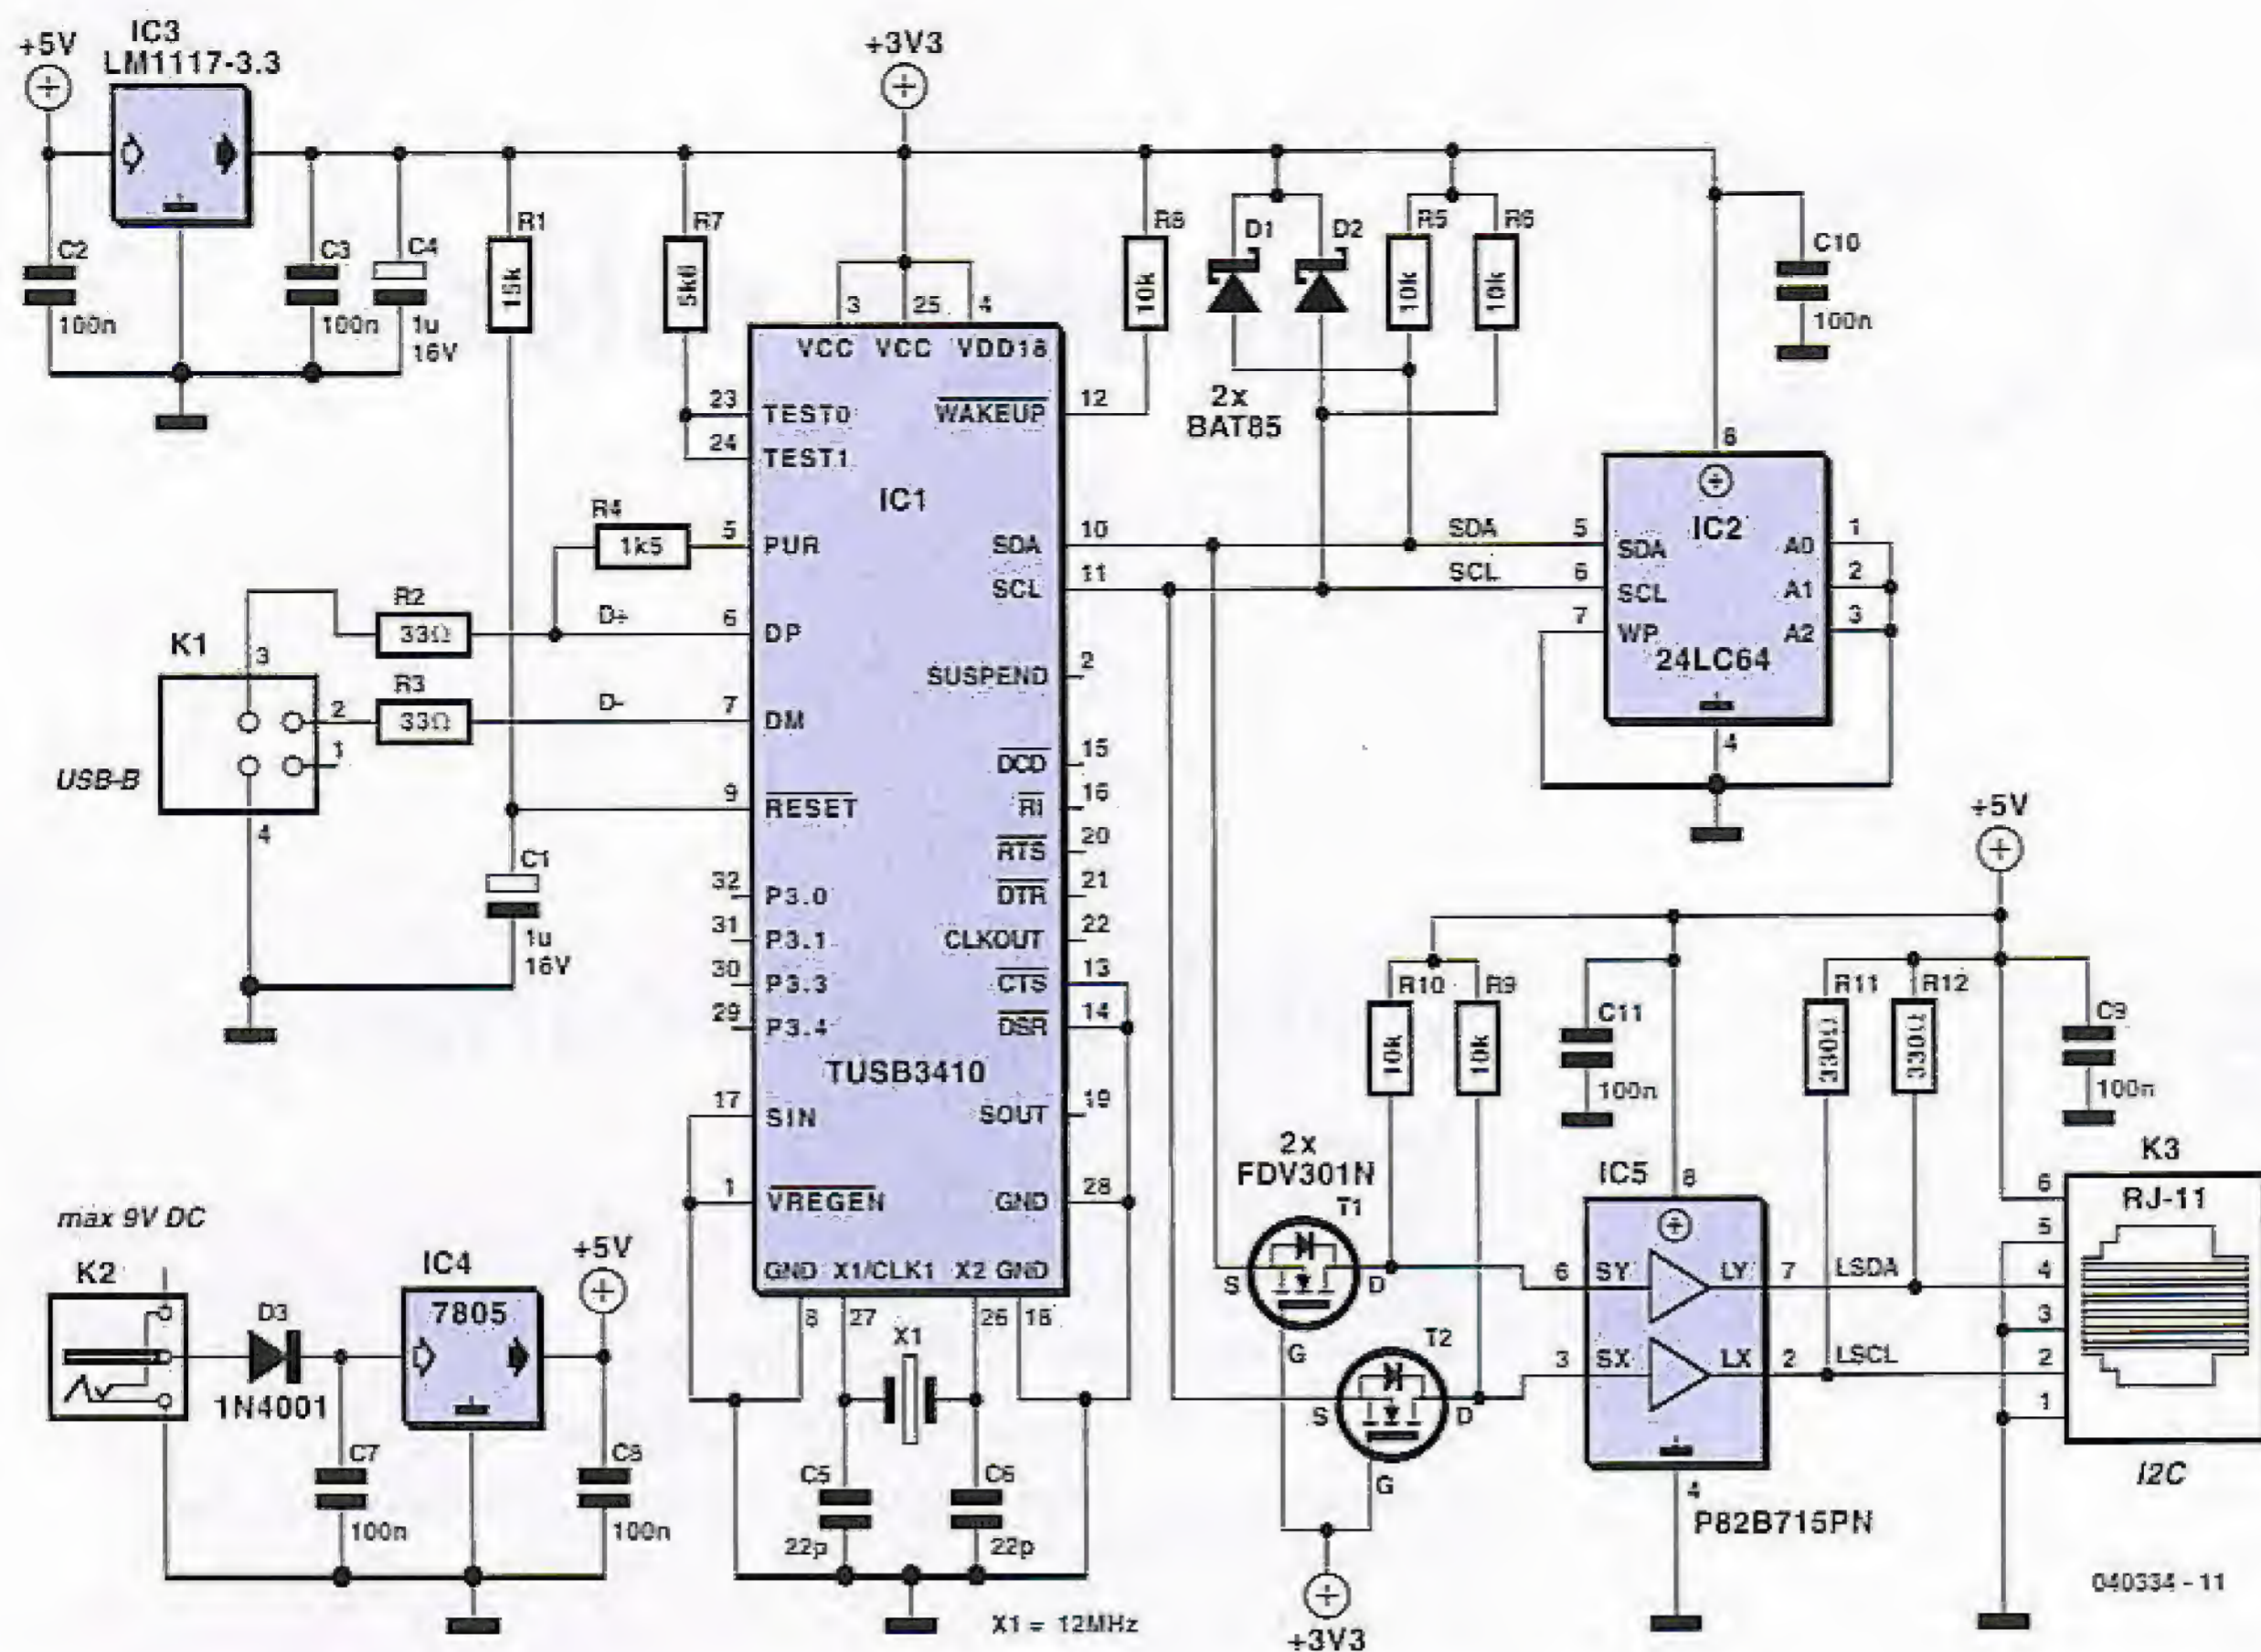 +5V
IC3
LM1117-3.3
+3V3
C2
100n
C3
100n
C4
1u
16V
R1
15k
R7
5k6
R8
10k
D1
D2
2x
BAT85
R5
10k
R6
10k
C10
100n
3
25
4
VCC
VCC
VDD18
23
TEST0
24
TEST1
WAKEUP
12
IC1
R4
1k5
5
PUR
SDA
10
SCL
11
SDA
SCL
8
5
SDA
IC2
A0
1
6
SCL
A1
2
7
WP
A2
3
24LC64
4
R2
33Ω
D+
6
DP
K1
3
R3
33Ω
D-
7
DM
2
1
USB-B
4
SUSPEND
2
DCD
15
RI
16
9
RESET
RTS
20
C1
1u
16V
32
P3.0
DTR
21
31
P3.1
CLKOUT
22
30
P3.3
CTS
13
29
P3.4
DSR
14
TUSB3410
17
SIN
SOUT
19
1
VREGEN
GND
28
GND
X1/CLK1
X2
GND
8
27
26
18
X1
C5
22p
C6
22p
X1 = 12MHz
max 9V DC
K2
D3
1N4001
IC4
7805
+5V
C7
100n
C8
100n
+5V
R10
10k
R9
10k
C11
100n
R11
330Ω
R12
330Ω
C9
100n
2x
FDV301N
T1
S
D
G
T2
S
D
G
+3V3
IC5
8
6
SY
LY
7
LSDA
3
SX
LX
2
LSCL
4
P82B715PN
K3
RJ-11
6
5
4
3
2
1
I2C
040334 - 11